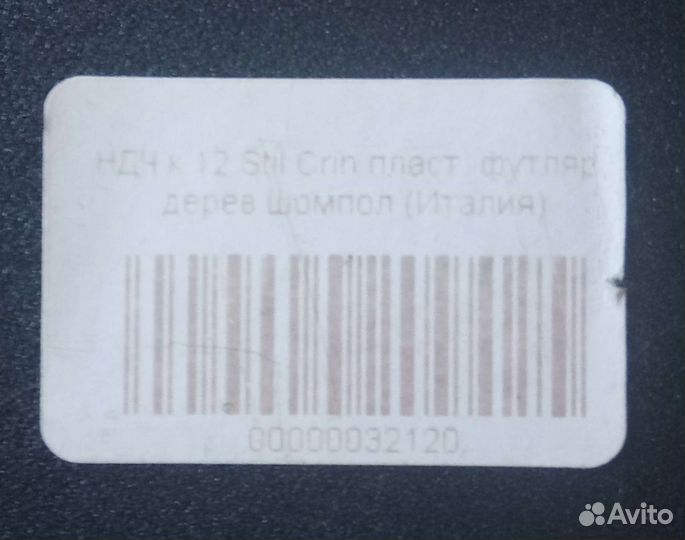 НДЧ к 12 Stil Crin пласт. футляр,
дерев шомпол (Италия)
00000032120
Avito